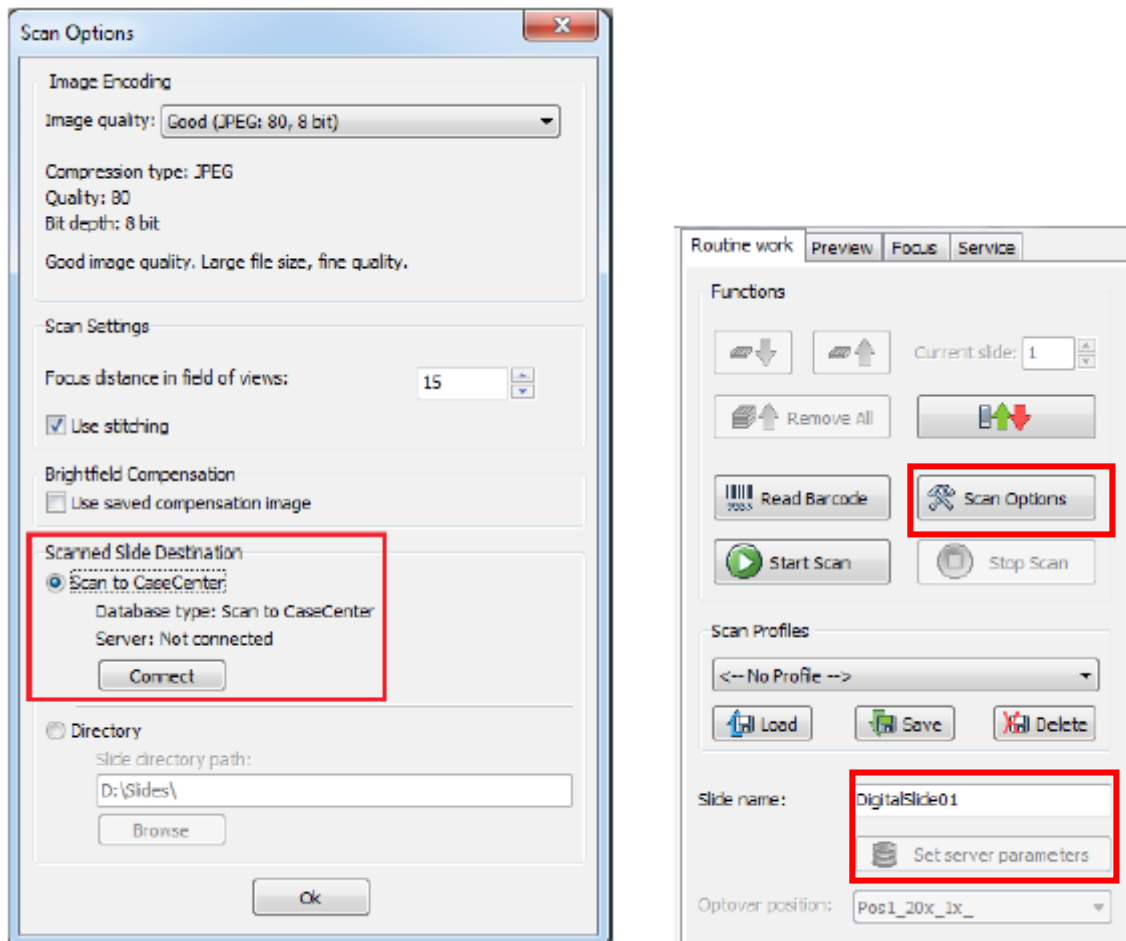 Scan Options
Image Encoding
Image quality: Good (JPEG: 80, 8 bit)
Compression type: JPEG
Quality: 80
Bit depth: 8 bit
Good image quality. Large file size, fine quality.
Scan Settings
Focus distance in field of views: 15
Use stitching
Brightfield Compensation
Use saved compensation image
Scanned Slide Destination
Scan to CaseCenter
Database type: Scan to CaseCenter
Server: Not connected
Connect
Directory
Slide directory path:
D:\Slides\
Browse
Ok
Routine work Preview Focus Service
Functions
Current slide: 1
Remove All
Read Barcode Scan Options
Start Scan Stop Scan
Scan Profiles
<-- No Profile -->
Load Save Delete
Slide name: DigitalSlide01
Set server parameters
Optovar position: Pos1_20x_1x_